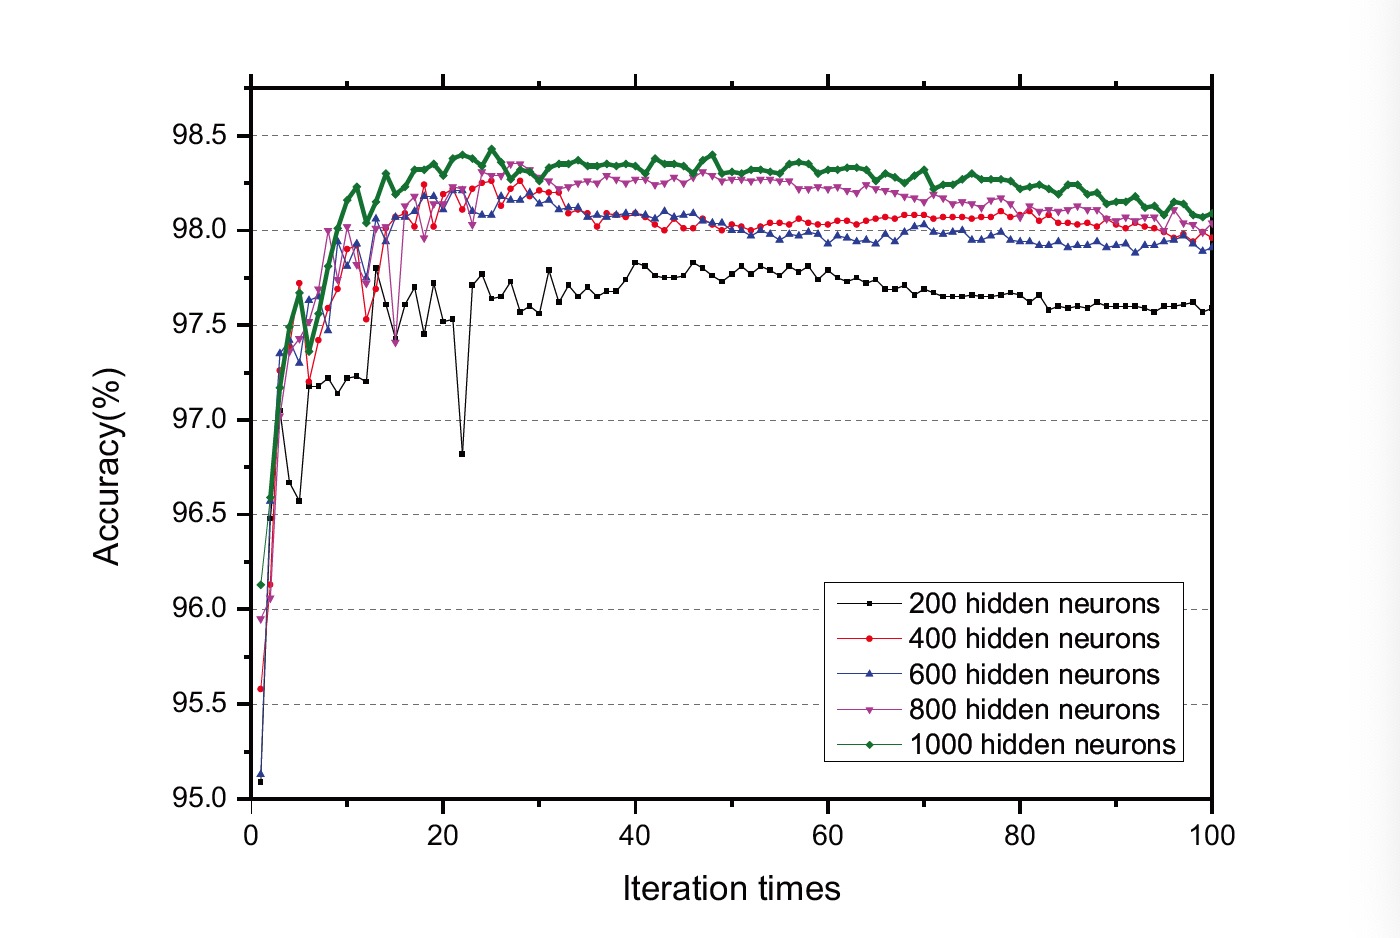 98.5
98.0
97.5
97.0
96.5
96.0
95.5
95.0
Accuracy(%)
200 hidden neurons
400 hidden neurons
600 hidden neurons
800 hidden neurons
1000 hidden neurons
0 20 40 60 80 100
Iteration times